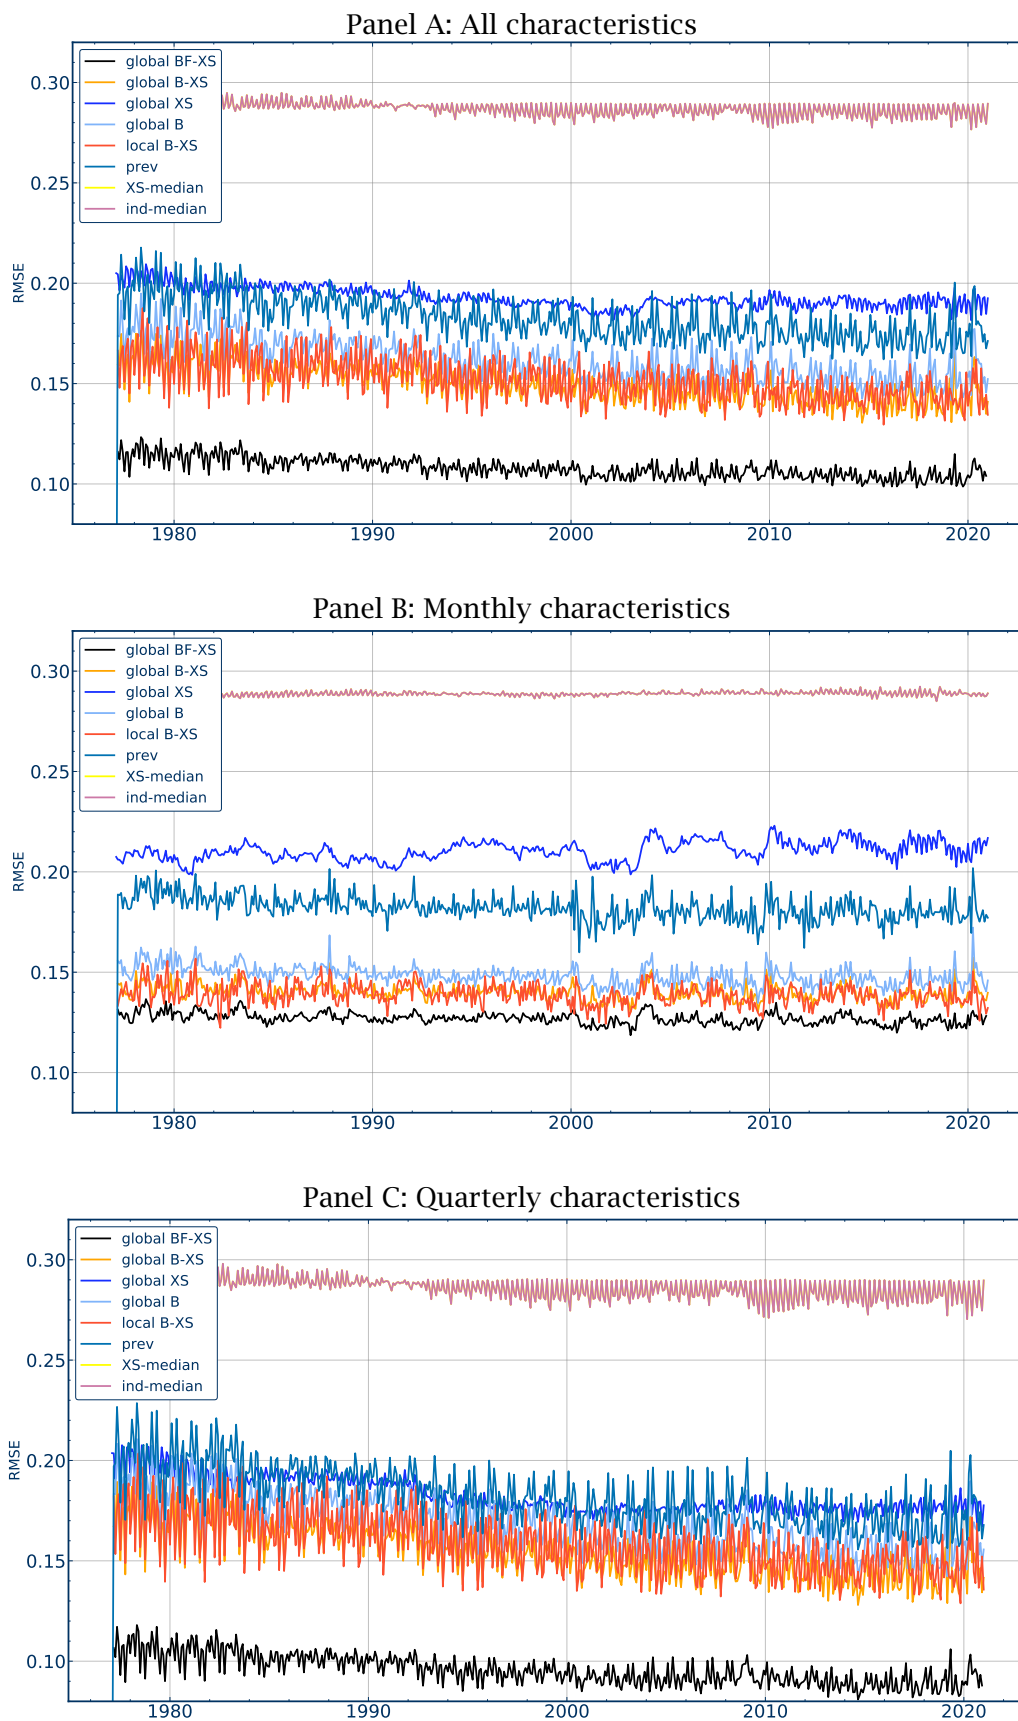 Panel A: All characteristics
global BF-XS
global B-XS
global XS
global B
local B-XS
prev
XS-median
ind-median
0.30
0.25
0.20
0.15
0.10
RMSE
1980 1990 2000 2010 2020
Panel B: Monthly characteristics
global BF-XS
global B-XS
global XS
global B
local B-XS
prev
XS-median
ind-median
0.30
0.25
0.20
0.15
0.10
RMSE
1980 1990 2000 2010 2020
Panel C: Quarterly characteristics
global BF-XS
global B-XS
global XS
global B
local B-XS
prev
XS-median
ind-median
0.30
0.25
0.20
0.15
0.10
RMSE
1980 1990 2000 2010 2020